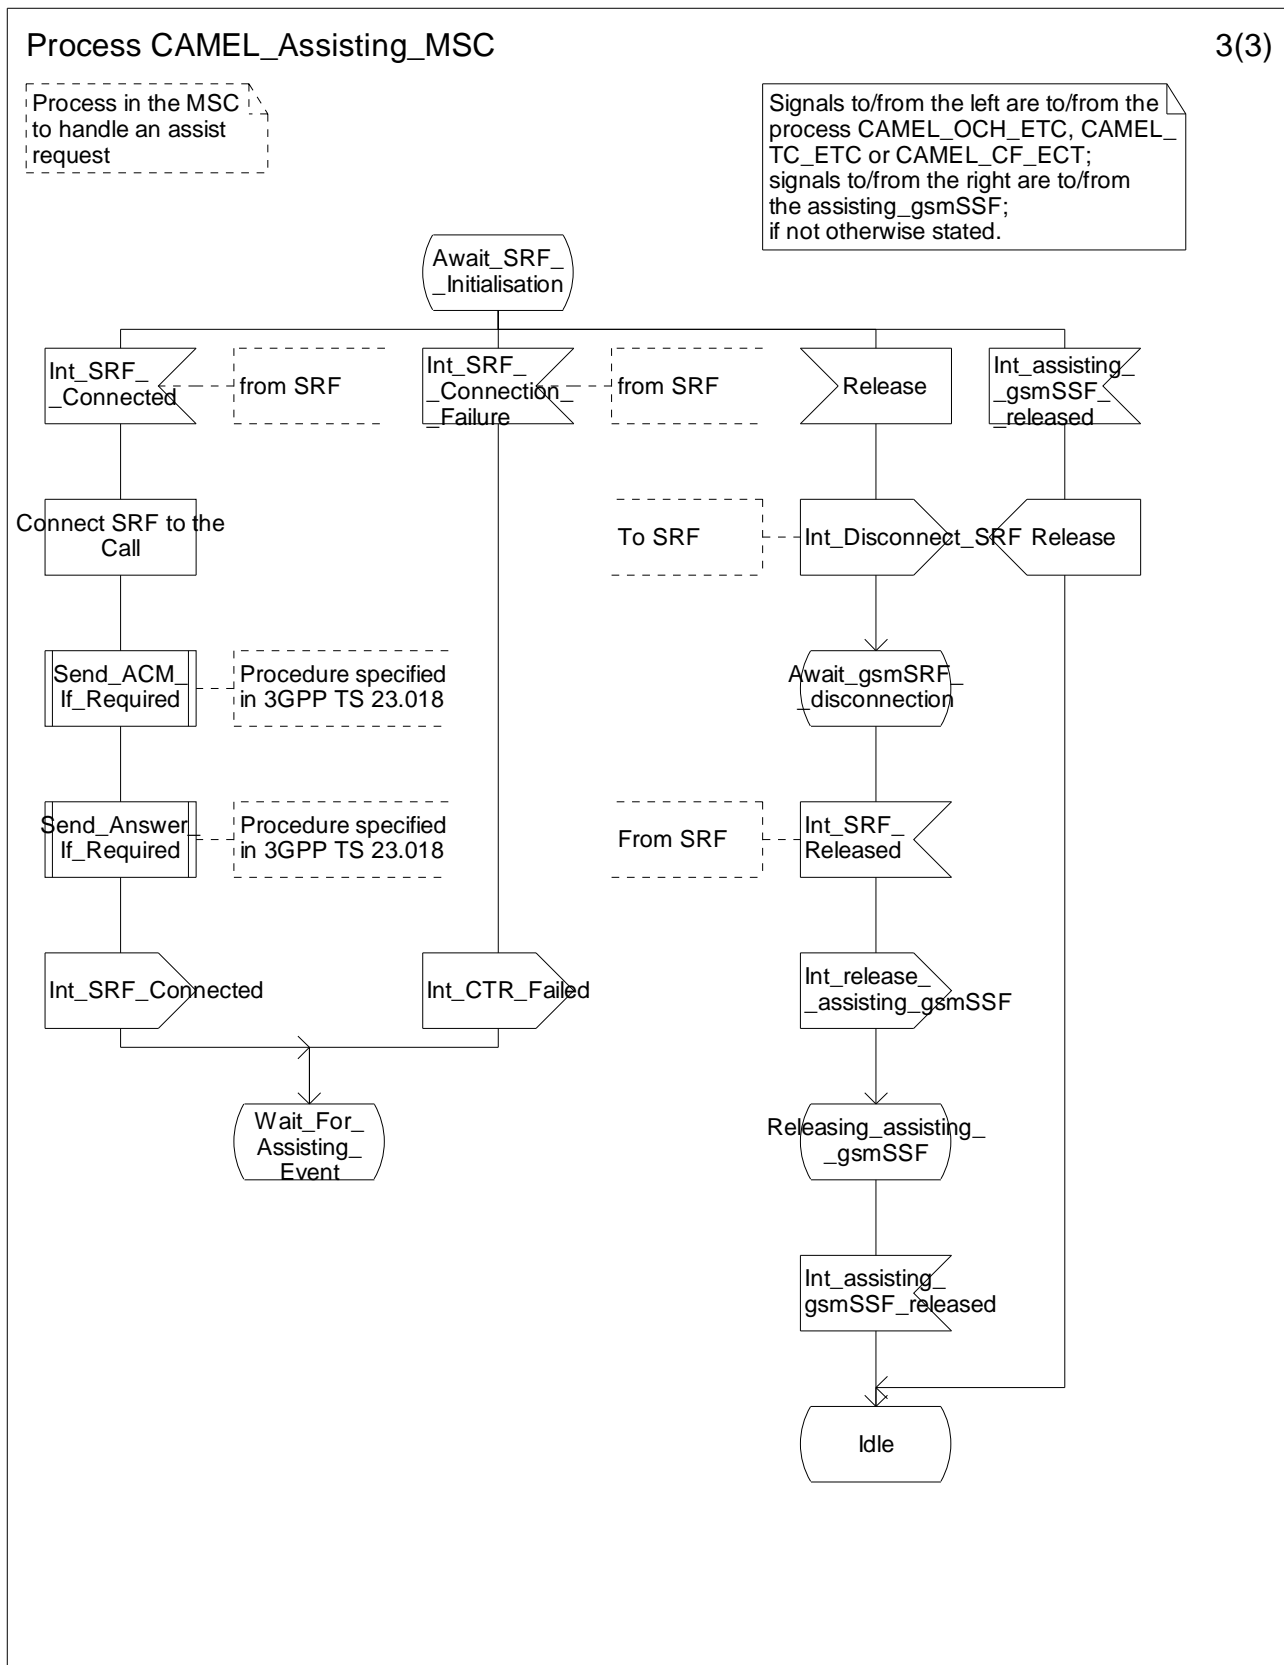 Process CAMEL_Assisting_MSC
3(3)
Process in the MSC
to handle an assist
request
Signals to/from the left are to/from the
process CAMEL_OCH_ETC, CAMEL_
TC_ETC or CAMEL_CF_ECT;
signals to/from the right are to/from
the assisting_gsmSSF;
if not otherwise stated.
Await_SRF_
_Initialisation
Int_SRF_
_Connected
from SRF
Int_SRF_
_Connection_
_Failure
from SRF
Release
Int_assisting_
_gsmSSF_
_released
Connect SRF to the
Call
To SRF
Int_Disconnect_SRF
Release
Send_ACM_
If_Required
Procedure specified
in 3GPP TS 23.018
Await_gsmSRF_
_disconnection
Send_Answer_
If_Required
Procedure specified
in 3GPP TS 23.018
From SRF
Int_SRF_
Released
Int_SRF_Connected
Int_CTR_Failed
Int_release_
_assisting_gsmSSF
Wait_For_
Assisting_
Event
Releasing_assisting_
_gsmSSF
Int_assisting_
gsmSSF_released
Idle